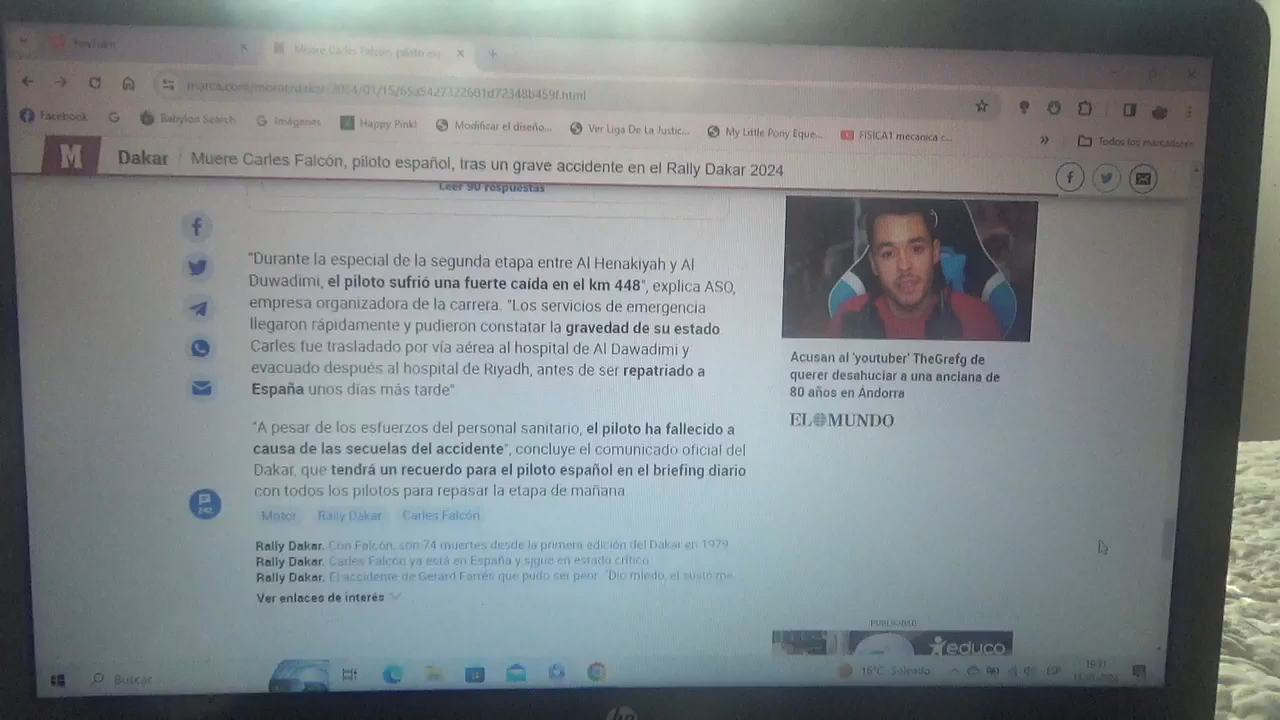 YouTube
Muere Carles Falcón, piloto esp
Facebook
G
Babylon Search
Imágenes
Happy Pink!
Modificar el diseño...
Ver Liga De La Justic...
My Little Pony Eque...
FISICA1 mecanica c...
»
Todos los marcadores
M
Dakar
Muere Carles Falcón, piloto español, tras un grave accidente en el Rally Dakar 2024
Leer 90 respuestas
"Durante la especial de la segunda etapa entre Al Henakiyah y Al
Duwadimi, el piloto sufrió una fuerte caída en el km 448", explica ASO,
empresa organizadora de la carrera. "Los servicios de emergencia
llegaron rápidamente y pudieron constatar la gravedad de su estado.
Carles fue trasladado por vía aérea al hospital de Al Dawadimi y
evacuado después al hospital de Riyadh, antes de ser repatriado a
España unos días más tarde"
"A pesar de los esfuerzos del personal sanitario, el piloto ha fallecido a
causa de las secuelas del accidente", concluye el comunicado oficial del
Dakar, que tendrá un recuerdo para el piloto español en el briefing diario
con todos los pilotos para repasar la etapa de mañana.
Motor
Rally Dakar
Carles Falcón
Rally Dakar. Con Falcón, son 74 muertes desde la primera edición del Dakar en 1979
Rally Dakar. Carles Falcón ya está en España y sigue en estado crítico
Rally Dakar. El accidente de Gerard Farrés que pudo ser peor: "Dio miedo, el susto me
Ver enlaces de interés
Acusan al 'youtuber' TheGrefg de
querer desahuciar a una anciana de
80 años en Andorra
EL MUNDO
PUBLICIDAD
educo
Buscar
16°C Soleado
ESP
hp